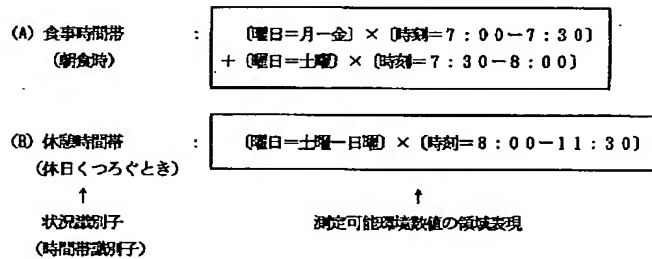 (A) 食事時間帯 : 〔曜日=月ー金〕 × 〔時刻=7:00-7:30〕
(朝食時) + 〔曜日=土曜〕 × 〔時刻=7:30-8:00〕
(B) 休憩時間帯 : 〔曜日=土曜ー日曜〕 × 〔時刻=8:00-11:30〕
(休日くつろぐとき)
↑ ↑
状況識別子 測定可能環境数値の領域表現
(時間帯識別子)